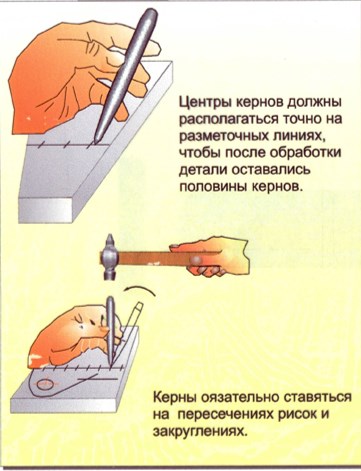 Центры кернов должны
располагаться точно на
разметочных линиях,
чтобы после обработки
детали оставались
половины кернов.
Керны оязательно ставяться
на пересечениях рисок и
закруглениях.